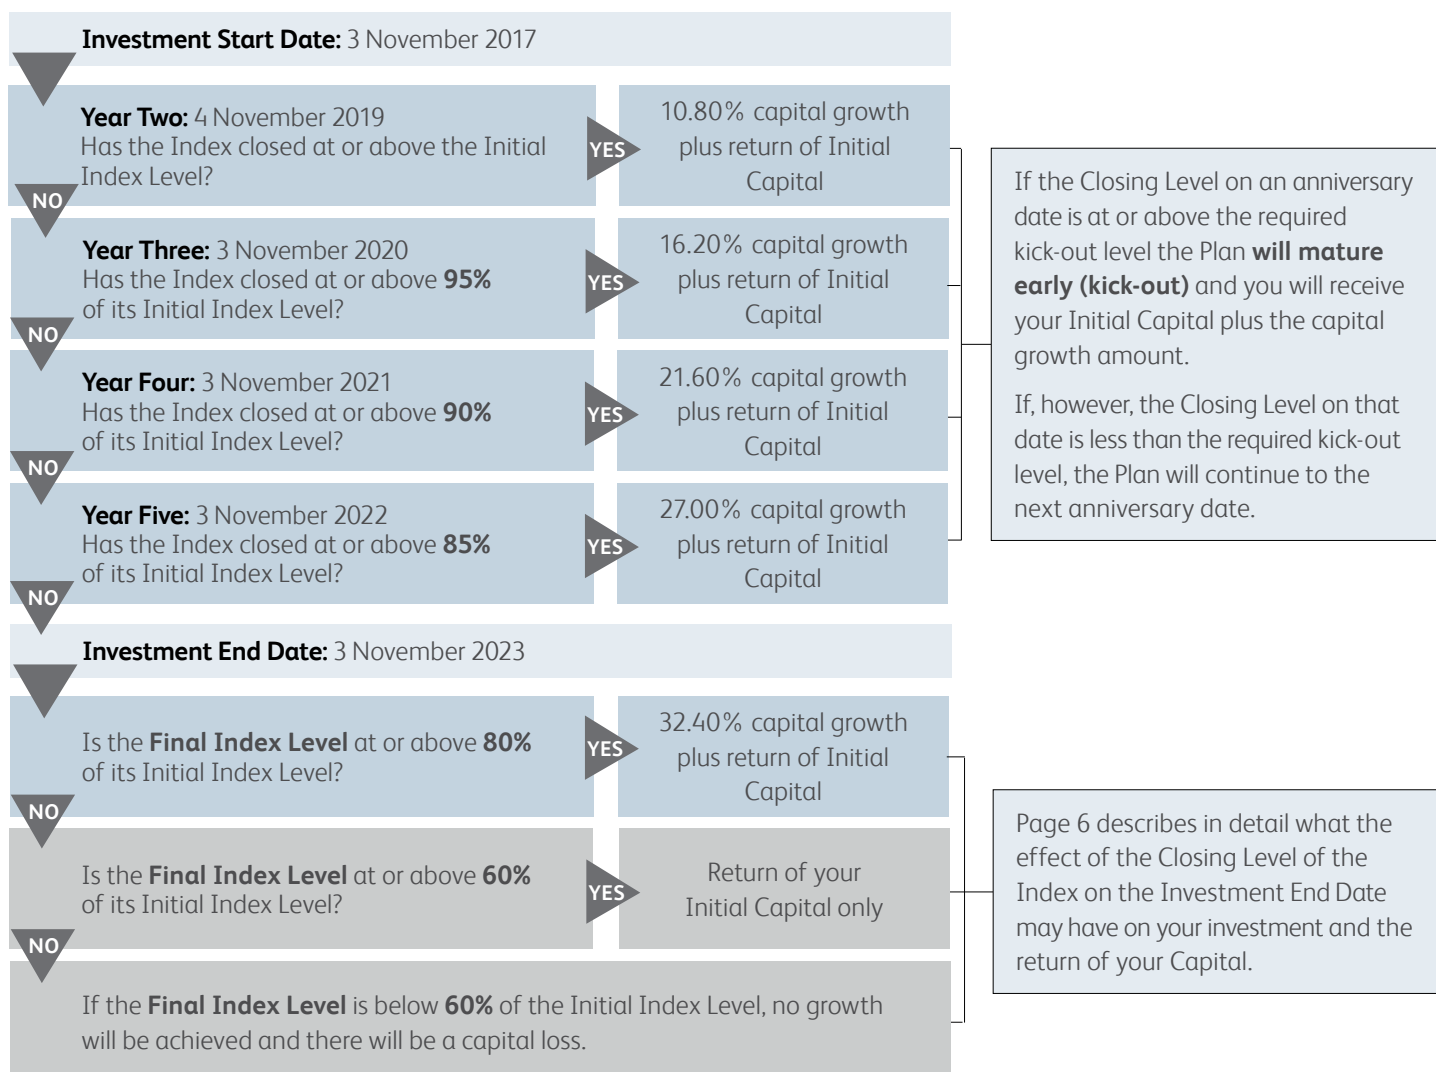 Investment Start Date: 3 November 2017
Year Two: 4 November 2019
Has the Index closed at or above the Initial
Index Level?
YES
10.80% capital growth
plus return of Initial
Capital
NO
Year Three: 3 November 2020
Has the Index closed at or above 95%
of its Initial Index Level?
YES
16.20% capital growth
plus return of Initial
Capital
NO
Year Four: 3 November 2021
Has the Index closed at or above 90%
of its Initial Index Level?
YES
21.60% capital growth
plus return of Initial
Capital
NO
Year Five: 3 November 2022
Has the Index closed at or above 85%
of its Initial Index Level?
YES
27.00% capital growth
plus return of Initial
Capital
NO
If the Closing Level on an anniversary
date is at or above the required
kick-out level the Plan will mature
early (kick-out) and you will receive
your Initial Capital plus the capital
growth amount.
If, however, the Closing Level on that
date is less than the required kick-out
level, the Plan will continue to the
next anniversary date.
Investment End Date: 3 November 2023
Is the Final Index Level at or above 80%
of its Initial Index Level?
YES
32.40% capital growth
plus return of Initial
Capital
NO
Is the Final Index Level at or above 60%
of its Initial Index Level?
YES
Return of your
Initial Capital only
NO
If the Final Index Level is below 60% of the Initial Index Level, no growth
will be achieved and there will be a capital loss.
Page 6 describes in detail what the
effect of the Closing Level of the
Index on the Investment End Date
may have on your investment and the
return of your Capital.